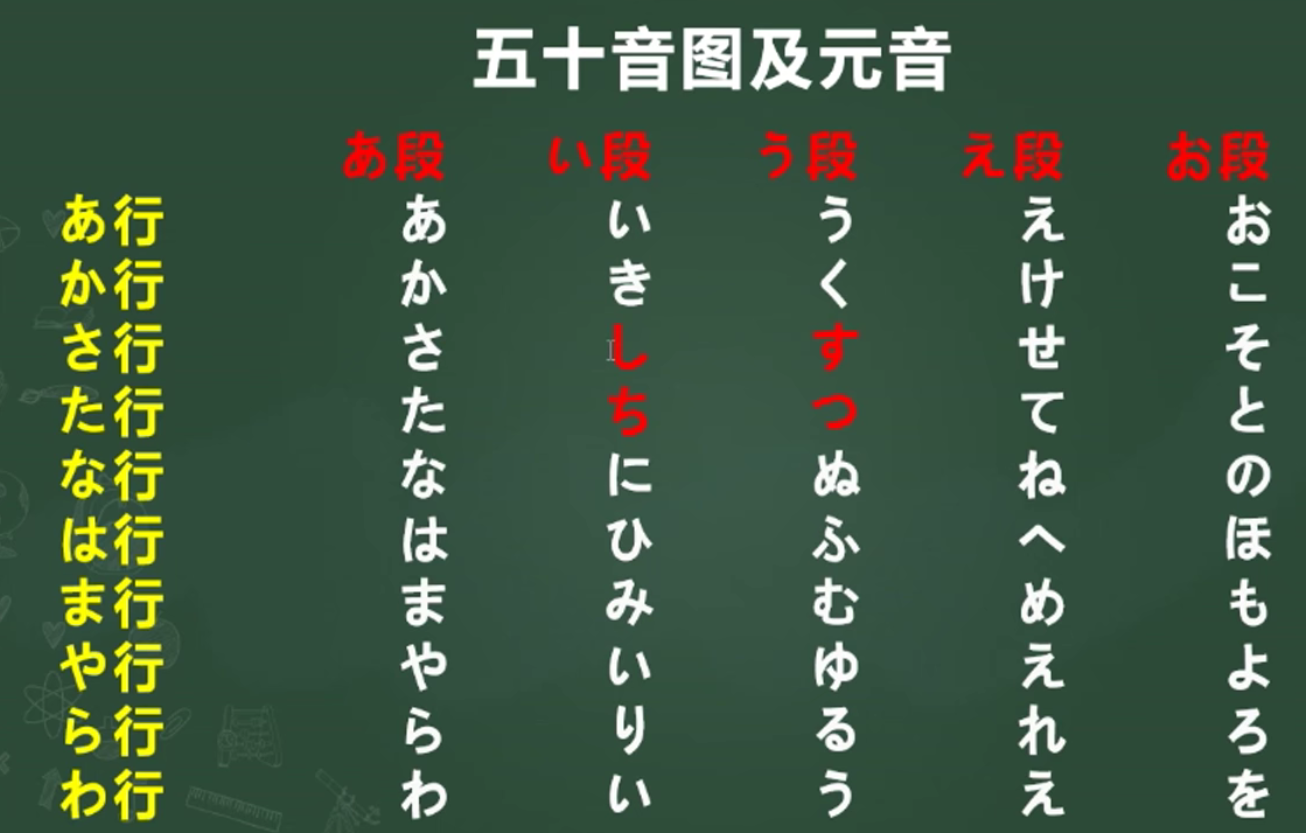 五十音图及元音
あ段 い段 う段 え段 お段
あ行 あ い う え お
か行 か き く け こ
さ行 さ し す せ そ
た行 た ち つ て と
な行 な に ぬ ね の
は行 は ひ ふ へ ほ
ま行 ま み む め も
や行 や い ゆ え よ
ら行 ら り る れ ろ
わ行 わ い う え を